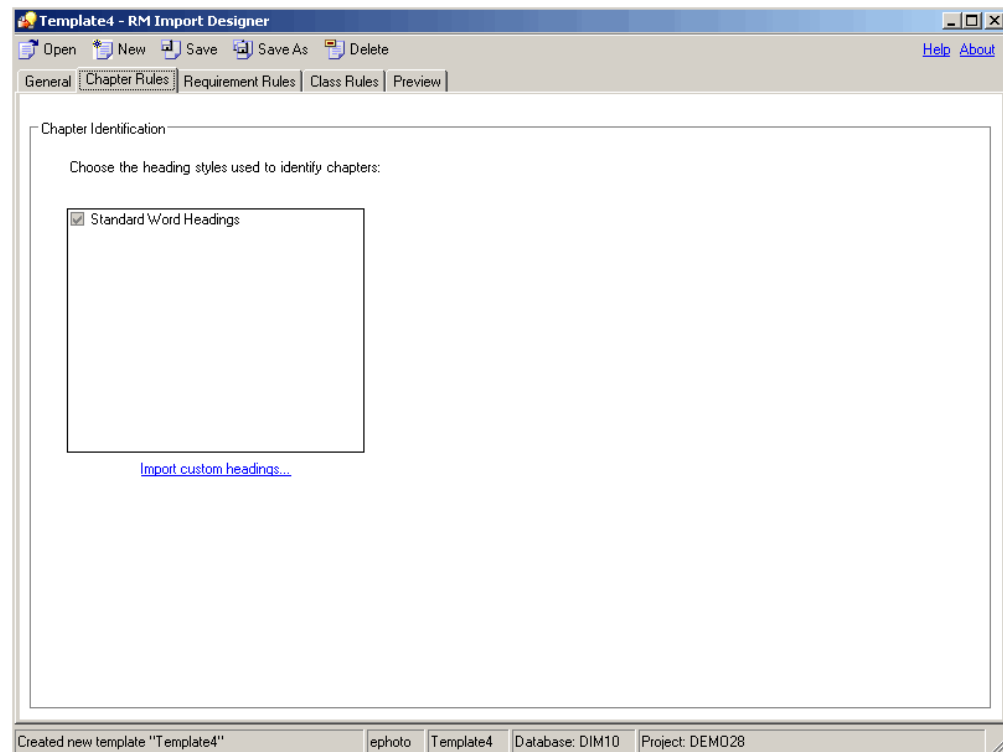 Template4 - RM Import Designer
Open New Save Save As Delete Help About
General Chapter Rules Requirement Rules Class Rules Preview
Chapter Identification
Choose the heading styles used to identify chapters:
Standard Word Headings
Import custom headings...
Created new template "Template4" ephoto Template4 Database: DIM10 Project: DEMO28